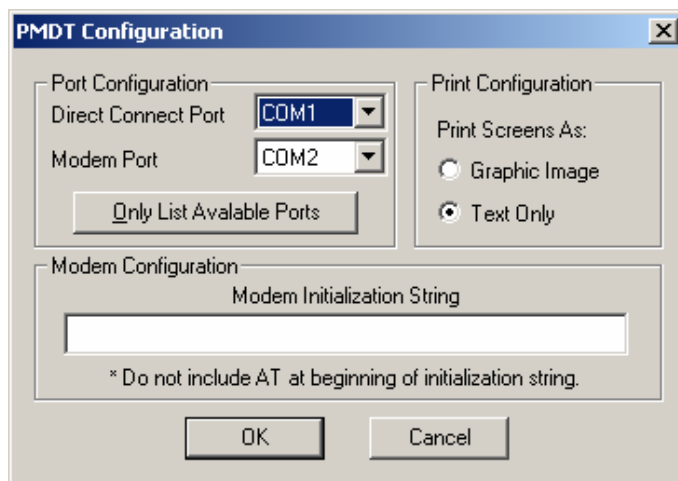 PMDT Configuration
Port Configuration
Direct Connect Port COM1
Modem Port COM2
Only List Avalable Ports
Print Configuration
Print Screens As:
Graphic Image
Text Only
Modem Configuration
Modem Initialization String
* Do not include AT at beginning of initialization string.
OK Cancel